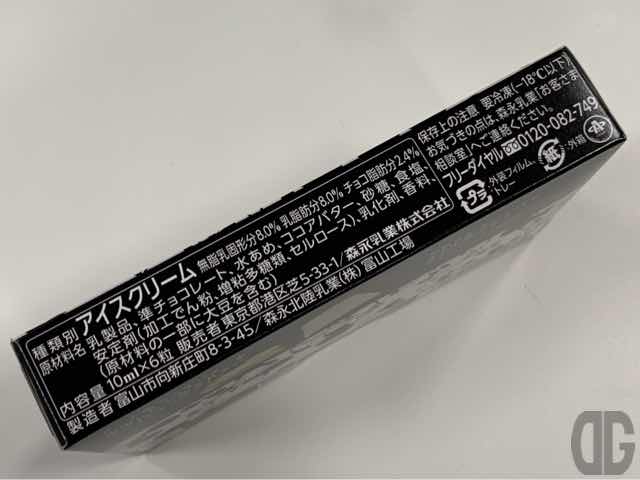 種類別 アイスクリーム 無脂乳固形分8.0% 乳脂肪分8.0% チョコ脂肪分2.4%
原材料名 乳製品、準チョコレート、水あめ、ココアバター、砂糖、食塩、
安定剤(加工でん粉、増粘多糖類、セルロース)、乳化剤、香料
(原材料の一部に大豆を含む)
内容量 10ml×6粒 販売者 東京都港区芝5-33-1/森永乳業株式会社
製造者 富山市向新庄町8-3-45/森永北陸乳業(株)富山工場
保存上の注意 要冷凍(-18℃以下)
お気づきの点は、森永乳業「お客さま
相談室」へご連絡ください。
フリーダイヤル 0120-082-749
プラ
:外装フィルム、
トレー
紙
:外箱
DG